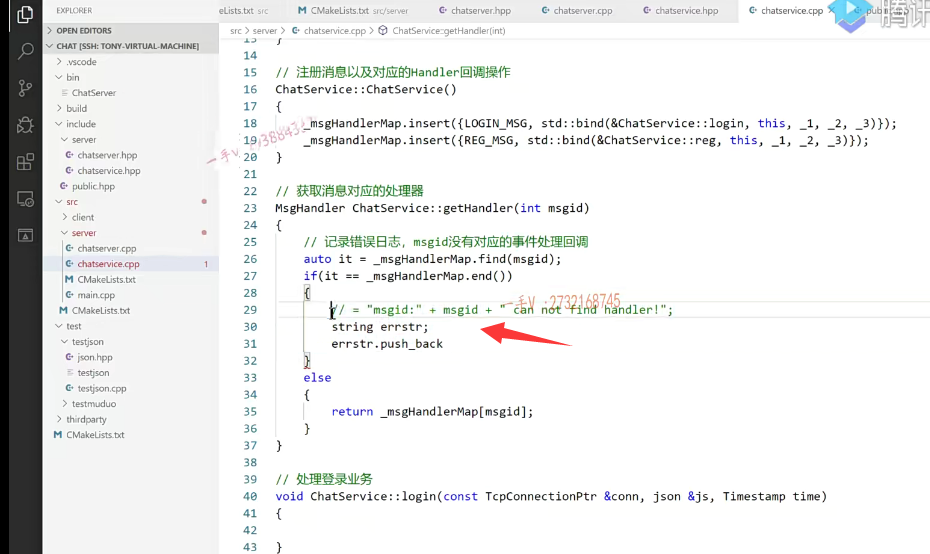 EXPLORER
OPEN EDITORS
CHAT [SSH: TONY-VIRTUAL-MACHINE]
.vscode
bin
ChatServer
build
include
server
chatserver.hpp
chatservice.hpp
public.hpp
src
client
server
chatserver.cpp
chatservice.cpp 1
CMakeLists.txt
main.cpp
CMakeLists.txt
test
testjson
json.hpp
testjson
testjson.cpp
testmuduo
thirdparty
CMakeLists.txt
eLists.txt src
CMakeLists.txt src/server
chatserver.hpp
chatserver.cpp
chatservice.hpp
chatservice.cpp
腾讯
src > server > chatservice.cpp > ChatService::getHandler(int)
13 }
14
15 // 注册消息以及对应的Handler回调操作
16 ChatService::ChatService()
17 {
18 _msgHandlerMap.insert({LOGIN_MSG, std::bind(&ChatService::login, this, _1, _2, _3)});
19 _msgHandlerMap.insert({REG_MSG, std::bind(&ChatService::reg, this, _1, _2, _3)});
20 }
21
22 // 获取消息对应的处理器
23 MsgHandler ChatService::getHandler(int msgid)
24 {
25 // 记录错误日志，msgid没有对应的事件处理回调
26 auto it = _msgHandlerMap.find(msgid);
27 if(it == _msgHandlerMap.end())
28 {
29 // = "msgid:" + msgid + " can not find handler!";
一手V :2732168745
30 string errstr;
31 errstr.push_back
32 }
33 else
34 {
35 return _msgHandlerMap[msgid];
36 }
37 }
38
39 // 处理登录业务
40 void ChatService::login(const TcpConnectionPtr &conn, json &js, Timestamp time)
41 {
42
43 }